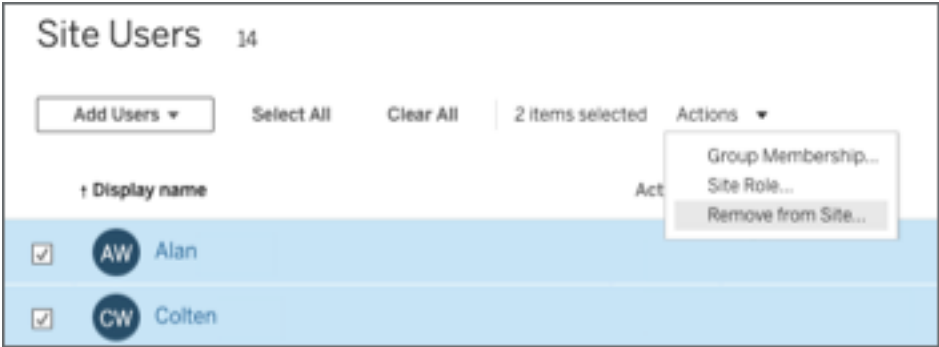 Site Users 14
Add Users Select All Clear All 2 items selected Actions
Group Membership...
Site Role...
↑ Display name Act
Remove from Site...
AW Alan
CW Colten